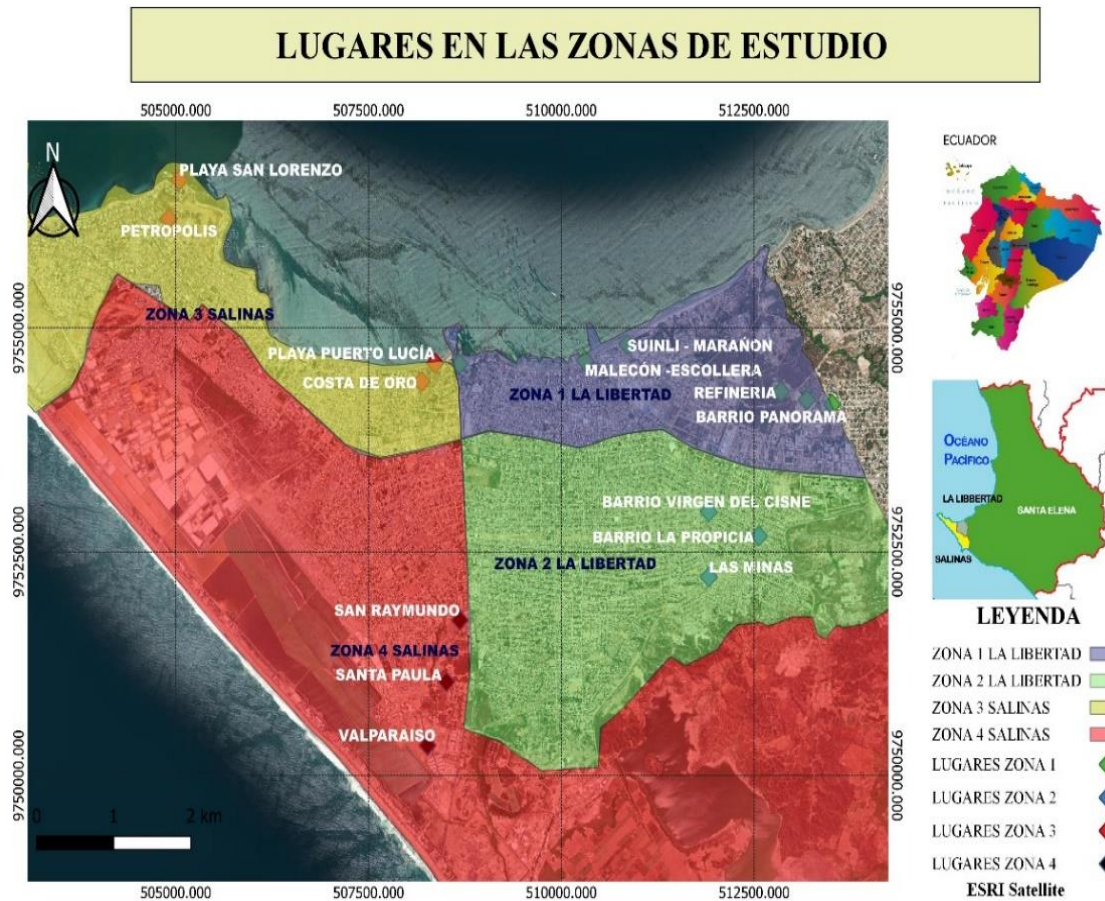 LUGARES EN LAS ZONAS DE ESTUDIO
505000.000 507500.000 510000.000 512500.000
N
PLAYA SAN LORENZO
PETROPOLIS
ZONA 3 SALINAS
PLAYA PUERTO LUCÍA
COSTA DE ORO
SUINLI - MARAÑON
MALECÓN -ESCOLLERA
ZONA 1 LA LIBERTAD
REFINERIA
BARRIO PANORAMA
BARRIO VIRGEN DEL CISNE
BARRIO LA PROPICIA
ZONA 2 LA LIBERTAD
LAS MINAS
SAN RAYMUNDO
ZONA 4 SALINAS
SANTA PAULA
VALPARAISO
0 1 2 km
9755000.000
9752500.000
9750000.000
9755000.000
9752500.000
9750000.000
505000.000 507500.000 510000.000 512500.000
ECUADOR
OCÉANO
PACÍFICO
OCÉANO
PACÍFICO
LA LIBBERTAD
SANTA ELENA
SALINAS
LEYENDA
ZONA 1 LA LIBERTAD
ZONA 2 LA LIBERTAD
ZONA 3 SALINAS
ZONA 4 SALINAS
LUGARES ZONA 1
LUGARES ZONA 2
LUGARES ZONA 3
LUGARES ZONA 4
ESRI Satellite